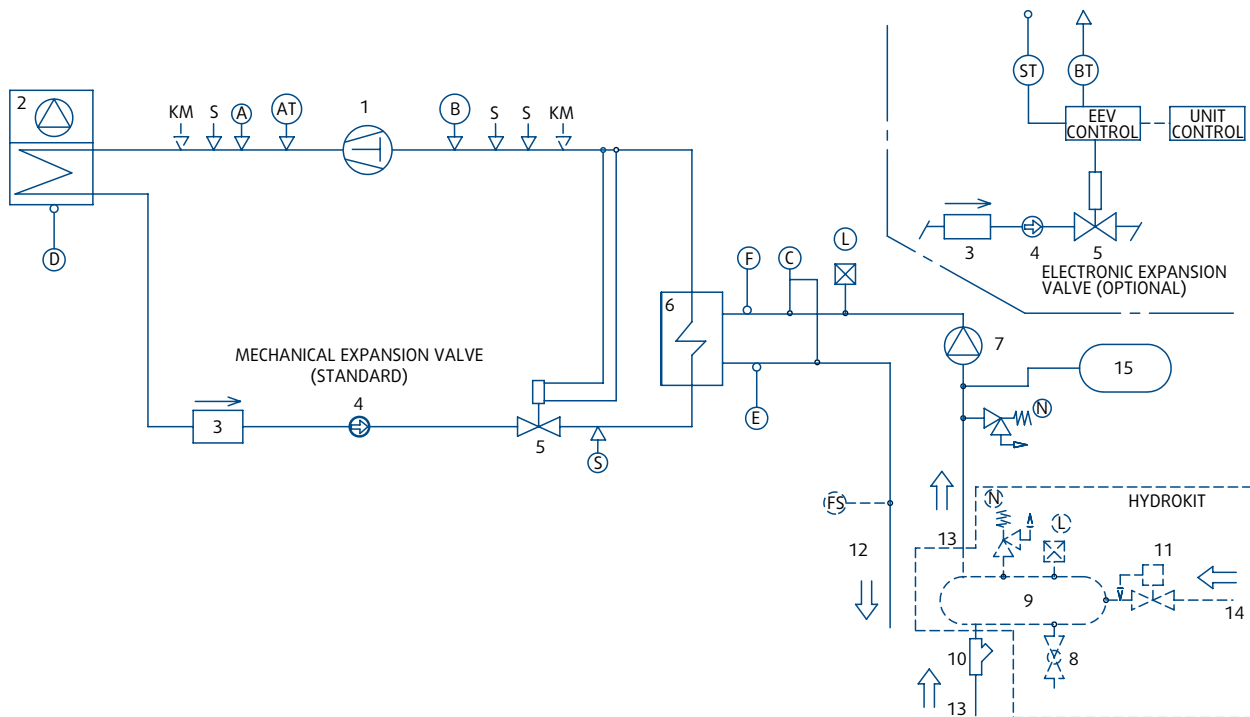 ST
BT
EEV
CONTROL
UNIT
CONTROL
2
KM
S
A
AT
1
B
S
S
KM
3
4
5
ELECTRONIC EXPANSION
VALVE (OPTIONAL)
D
L
F
C
6
7
MECHANICAL EXPANSION VALVE
(STANDARD)
4
3
5
S
E
15
N
FS
12
13
N
L
HYDROKIT
11
9
14
10
8
13